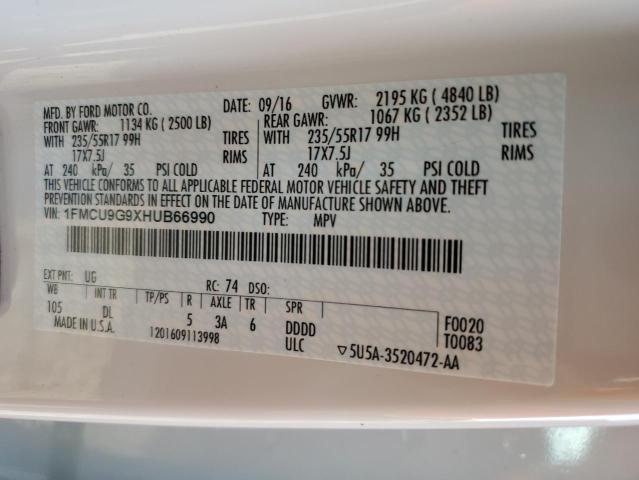 MFD. BY FORD MOTOR CO.
DATE: 09/16 GVWR: 2195 KG ( 4840 LB)
FRONT GAWR: 1134 KG ( 2500 LB) REAR GAWR: 1067 KG ( 2352 LB)
WITH 235/55R17 99H TIRES WITH 235/55R17 99H TIRES
17X7.5J RIMS 17X7.5J RIMS
AT 240 kPa/ 35 PSI COLD AT 240 kPa/ 35 PSI COLD
THIS VEHICLE CONFORMS TO ALL APPLICABLE FEDERAL MOTOR VEHICLE SAFETY AND THEFT
PREVENTION STANDARDS IN EFFECT ON THE DATE OF MANUFACTURE SHOWN ABOVE.
VIN: 1FMCU9G9XHUB66990 TYPE: MPV
EXT PNT: UG RC: 74 DSO:
WB INT TR TP/PS R AXLE TR SPR
105 DL 5 3A 6 DDDD F0020
MADE IN U.S.A. 1201609113998 ULC ▽5U5A-3520472-AA T0083